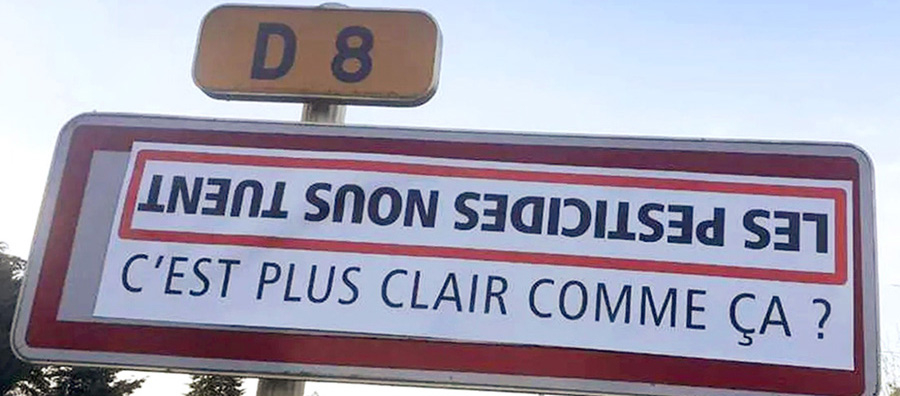 D 8
LES PESTICIDES NOUS TUENT
C'EST PLUS CLAIR COMME ÇA ?